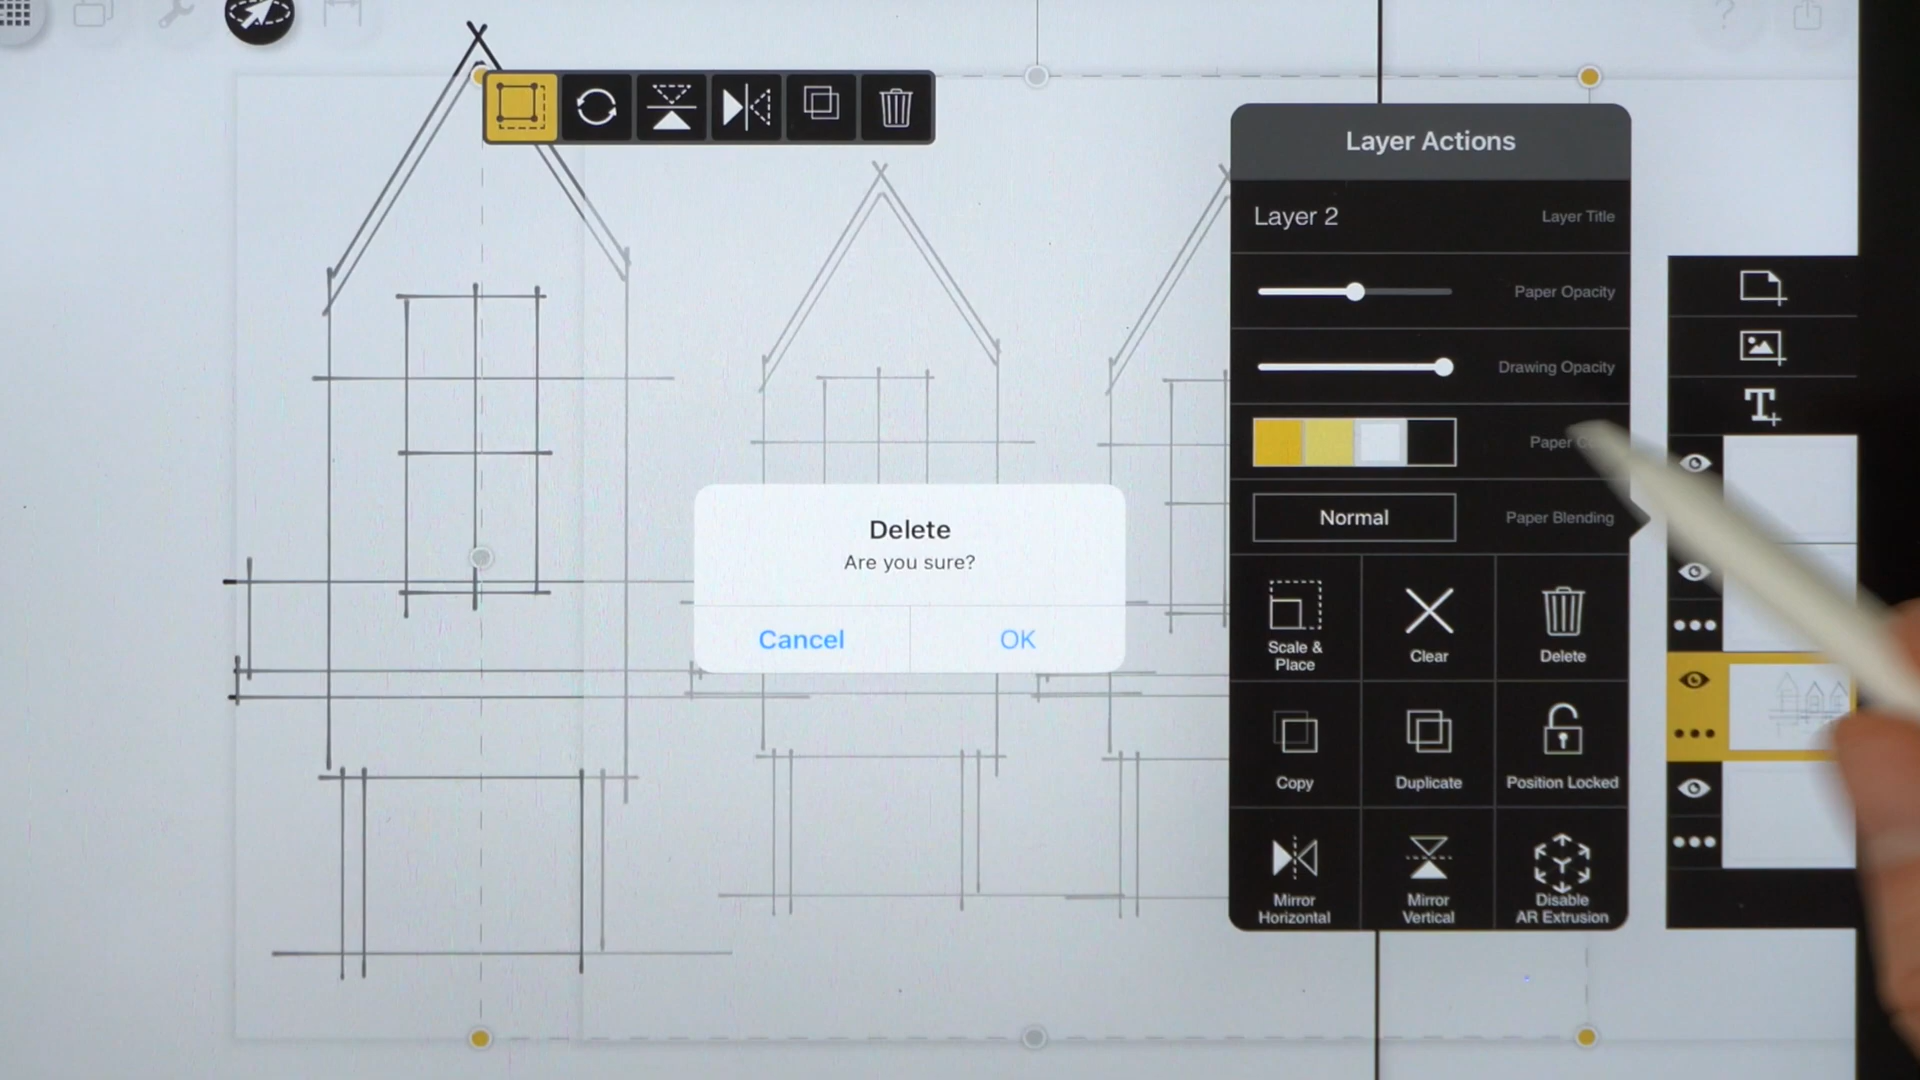 ?
Layer Actions
Layer 2
Layer Title
Paper Opacity
Drawing Opacity
Paper
Normal
Paper Blending
Delete
Are you sure?
Cancel
OK
Scale &
Place
Clear
Delete
Copy
Duplicate
Position Locked
Mirror
Horizontal
Mirror
Vertical
Disable
AR Extrusion
T+